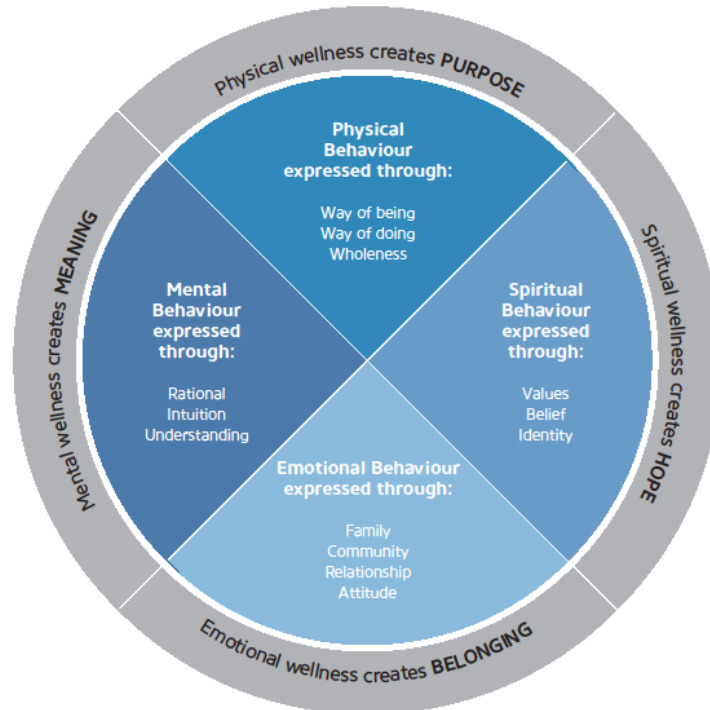 Physical wellness creates PURPOSE
Physical
Behaviour
expressed through:
Way of being
Way of doing
Wholeness
Spiritual wellness creates HOPE
Spiritual
Behaviour
expressed
through:
Values
Belief
Identity
Emotional wellness creates BELONGING
Emotional Behaviour
expressed through:
Family
Community
Relationship
Attitude
Mental wellness creates MEANING
Mental
Behaviour
expressed
through:
Rational
Intuition
Understanding